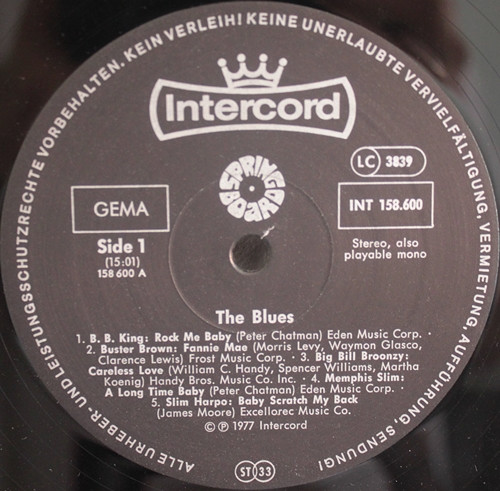 ALLE URHEBER- UND LEISTUNGSSCHUTZRECHTE VORBEHALTEN. KEIN VERLEIH! KEINE UNERLAUBTE VERVIELFÄLTIGUNG, VERMIETUNG, AUFFÜHRUNG, SENDUNG!
Intercord
SPRING BOARD
LC 3839
GEMA
INT 158.600
Side 1
(15:01)
158 600 A
Stereo, also
playable mono
The Blues
1. B. B. King: Rock Me Baby (Peter Chatman) Eden Music Corp. ·
2. Buster Brown: Fannie Mae (Morris Levy, Waymon Glasco,
Clarence Lewis) Frost Music Corp. · 3. Big Bill Broonzy:
Careless Love (William C. Handy, Spencer Williams, Martha
Koenig) Handy Bros. Music Co. Inc. · 4. Memphis Slim:
A Long Time Baby (Peter Chatman) Eden Music Corp. ·
5. Slim Harpo: Baby Scratch My Back
(James Moore) Excellorec Music Co.
© ℗ 1977 Intercord
ST 33